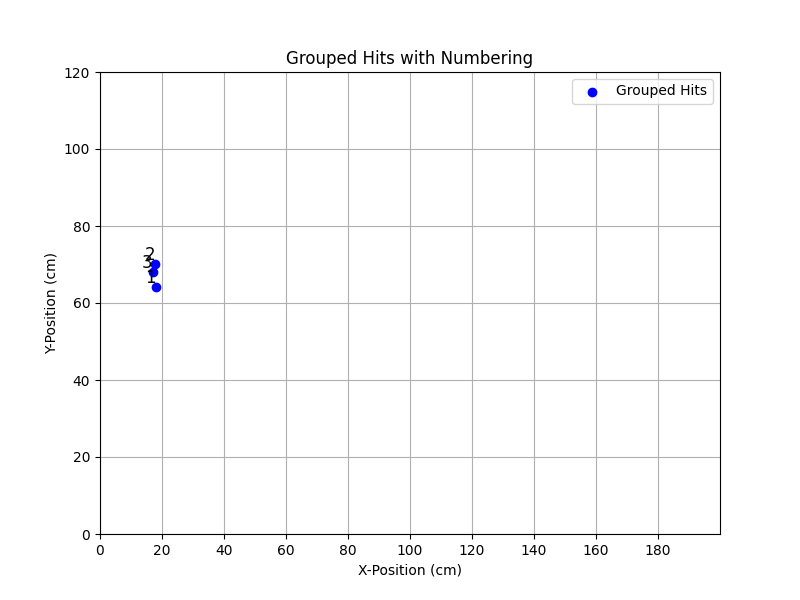 Grouped Hits with Numbering
Grouped Hits
120
100
80
60
40
20
0
2
3
1
0 20 40 60 80 100 120 140 160 180
X-Position (cm)
Y-Position (cm)